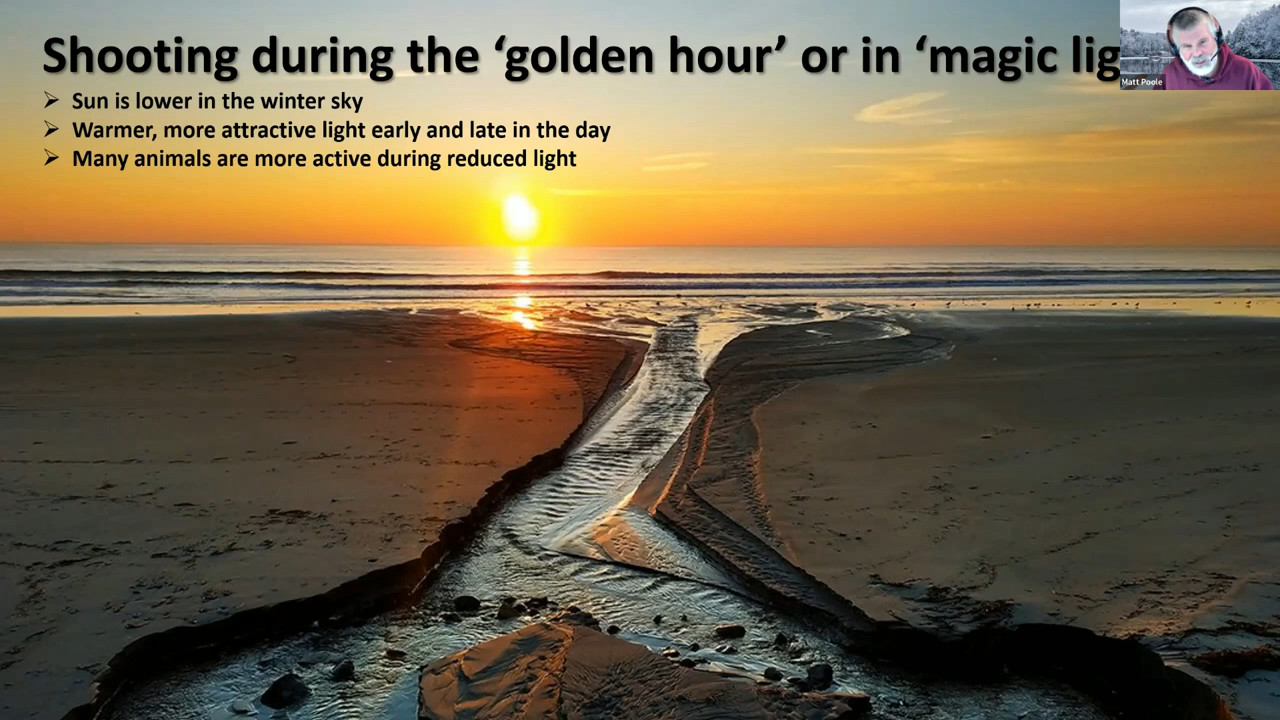 Shooting during the ‘golden hour’ or in ‘magic lig
Matt Poole
➢ Sun is lower in the winter sky
➢ Warmer, more attractive light early and late in the day
➢ Many animals are more active during reduced light